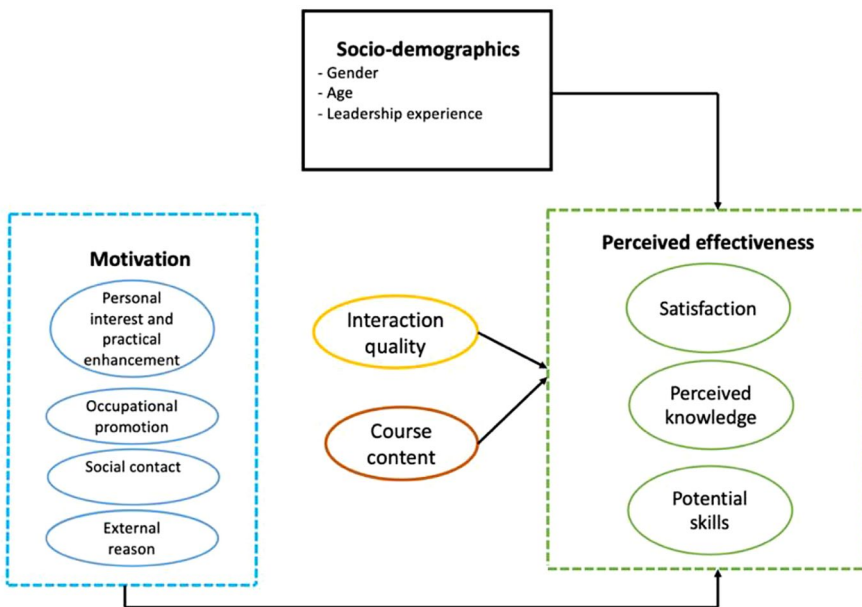 Socio-demographics
- Gender
- Age
- Leadership experience
Motivation
Personal
interest and
practical
enhancement
Occupational
promotion
Social contact
External
reason
Interaction
quality
Course
content
Perceived effectiveness
Satisfaction
Perceived
knowledge
Potential
skills